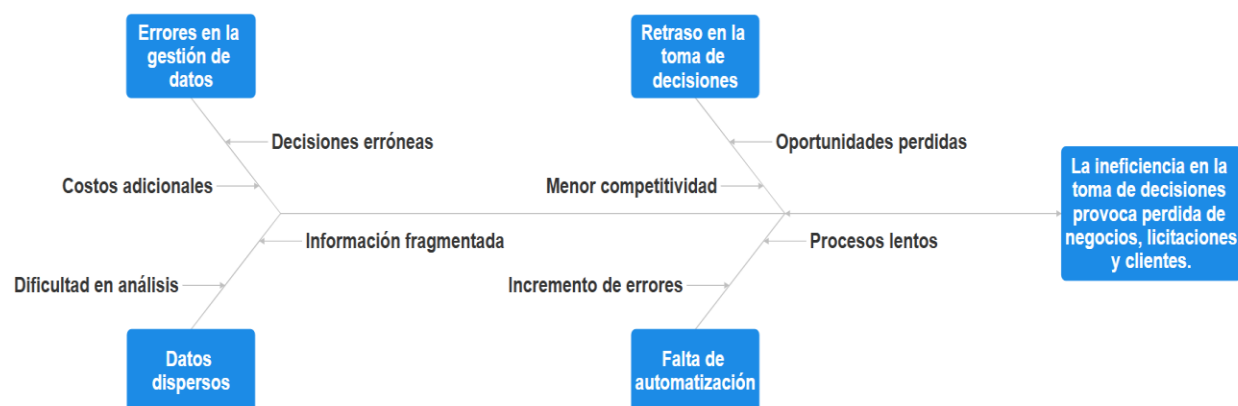 Errores en la
gestión de
datos
Retraso en la
toma de
decisiones
Decisiones erróneas
Oportunidades perdidas
Costos adicionales
Menor competitividad
La ineficiencia en la
toma de decisiones
provoca perdida de
negocios, licitaciones
y clientes.
Información fragmentada
Procesos lentos
Dificultad en análisis
Incremento de errores
Datos
dispersos
Falta de
automatización